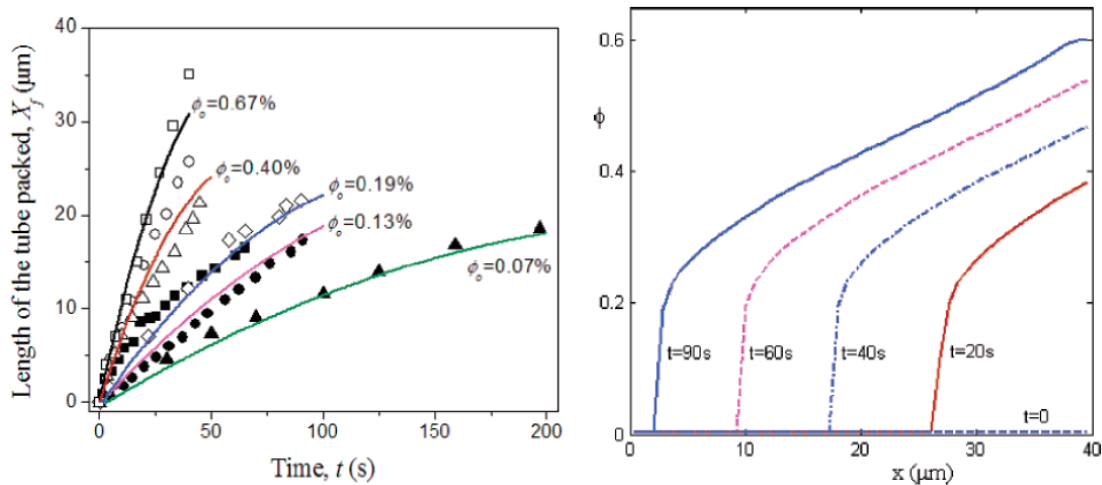 40
30
20
10
0
0
50
100
150
200
Length of the tube packed, X_f (μm)
Time, t (s)
ϕ_o=0.67%
ϕ_o=0.40%
ϕ_o=0.19%
ϕ_o=0.13%
ϕ_o=0.07%
0.6
0.4
0.2
0
ϕ
t=90s
t=60s
t=40s
t=20s
t=0
0
10
20
30
40
x (μm)